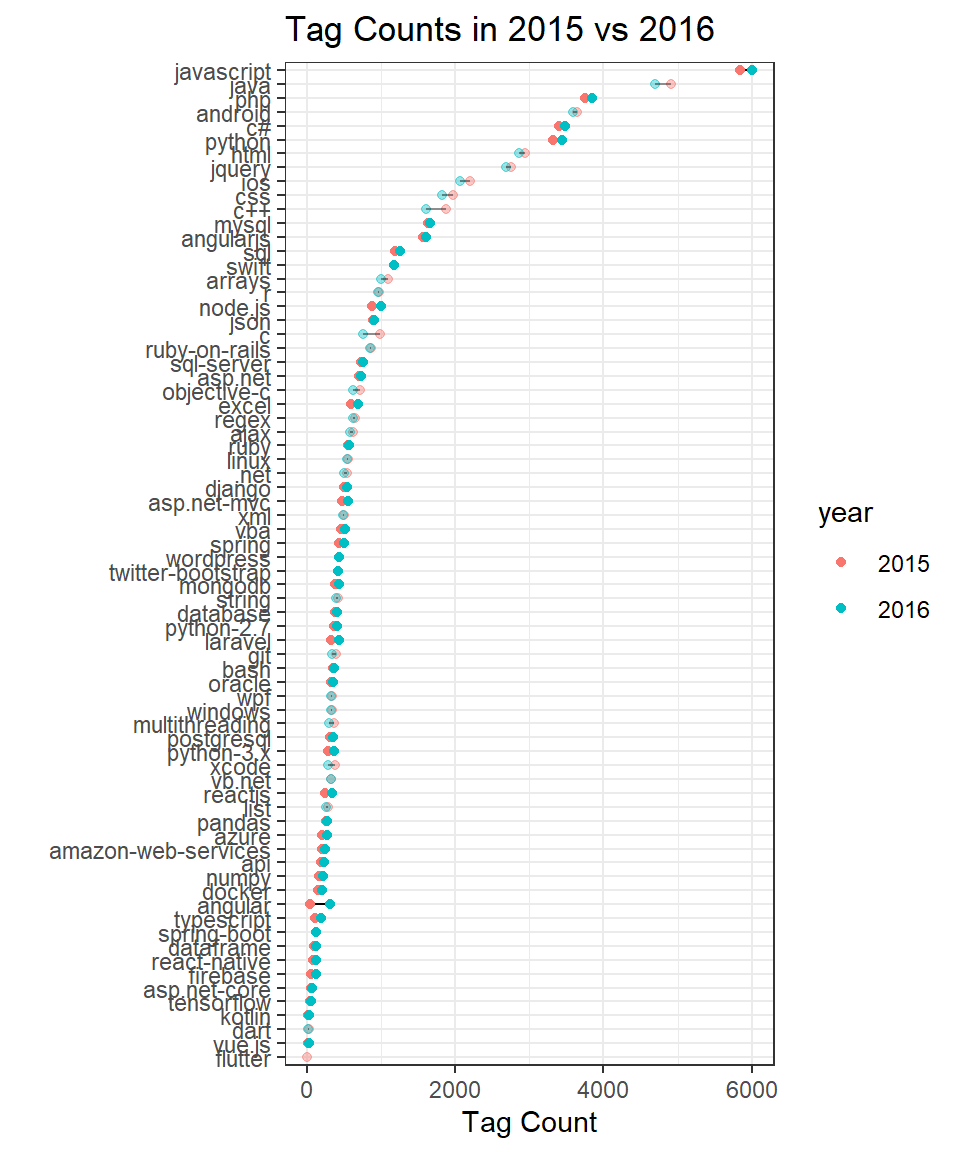 Tag Counts in 2015 vs 2016
javascript
java
php
android
c#
python
html
jquery
ios
css
c++
mysql
angularjs
sql
swift
arrays
r
node.js
json
c
ruby-on-rails
sql-server
asp.net
objective-c
excel
regex
ajax
ruby
linux
.net
django
asp.net-mvc
xml
vba
spring
wordpress
twitter-bootstrap
mongodb
string
database
python-2.7
laravel
git
bash
oracle
wpf
windows
multithreading
postgresql
python-3.x
xcode
vb.net
reactjs
list
pandas
azure
amazon-web-services
api
numpy
docker
angular
typescript
spring-boot
dataframe
react-native
firebase
asp.net-core
tensorflow
kotlin
dart
vue.js
flutter
0 2000 4000 6000
Tag Count
year
2015
2016